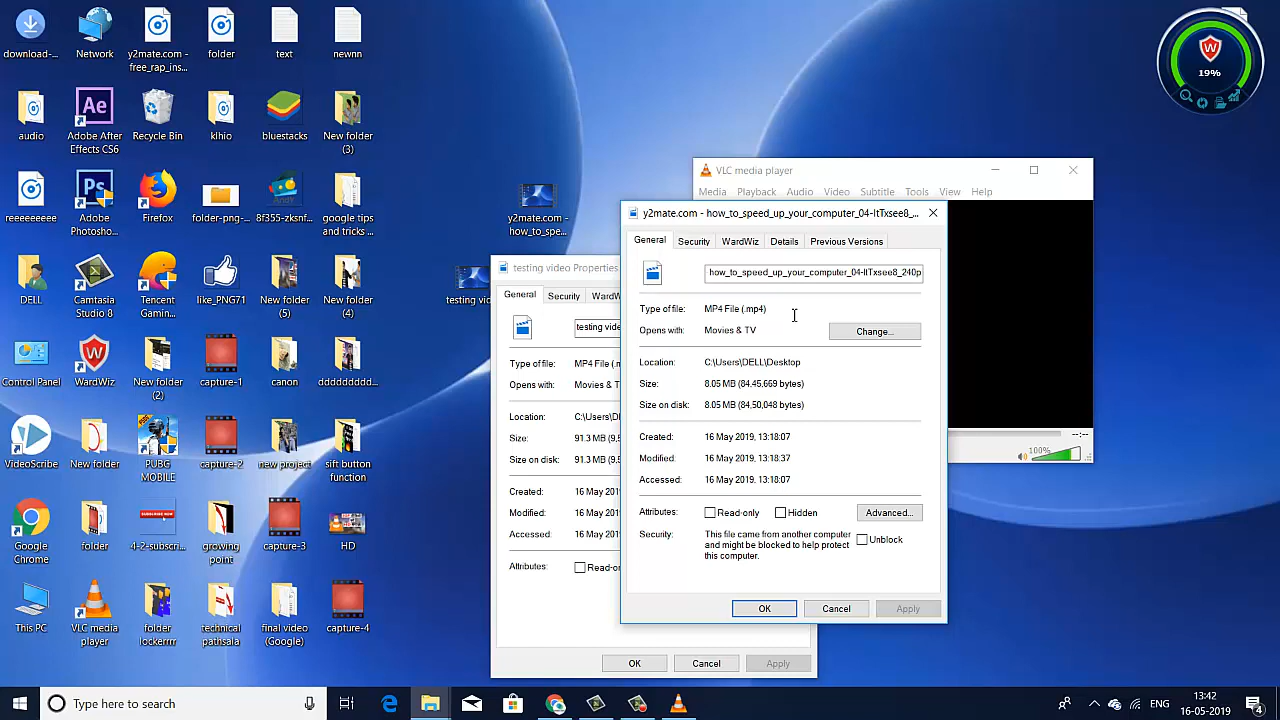 download-...
Network
y2mate.com -
free_rap_ins...
folder
text
newnn
audio
Adobe After
Effects CS6
Recycle Bin
klhio
bluestacks
New folder
(3)
reeeeeeeee
Adobe
Photosho...
Firefox
folder-png-...
8f355-zksnf...
google tips
and tricks ...
DELL
Camtasia
Studio 8
Tencent
Gaming ...
like_PNG71
New folder
(5)
New folder
(4)
Control Panel
WardWiz
New folder
(2)
capture-1
canon
ddddddddd...
VideoScribe
New folder
PUBG
MOBILE
capture-2
new project
sift button
function
Google
Chrome
folder
4-2-subscri...
growing
point
capture-3
HD
This PC
VLC media
player
folder
lockerrrr
technical
pathsala
final video
(Google)
capture-4
y2mate.com -
how_to_spe...
testing vid
W
19%
VLC media player
Media Playback Audio Video Subtitle Tools View Help
--:--
100%
testing video Properties
General Security WardW
testing vide
Type of file: MP4 File (.m
Opens with: Movies & T
Location: C:\Users\DE
Size: 91.3 MB (9
Size on disk: 91.3 MB (9
Created: 16 May 201
Modified: 16 May 201
Accessed: 16 May 201
Attributes: Read-on
OK Cancel Apply
y2mate.com - how_to_speed_up_your_computer_04-ItTxsee8_...
General Security WardWiz Details Previous Versions
how_to_speed_up_your_computer_04-ItTxsee8_240p
Type of file: MP4 File (.mp4)
Opens with: Movies & TV Change...
Location: C:\Users\DELL\Desktop
Size: 8.05 MB (84,45,669 bytes)
Size on disk: 8.05 MB (84,50,048 bytes)
Created: 16 May 2019, 13:18:07
Modified: 16 May 2019, 13:18:37
Accessed: 16 May 2019, 13:18:07
Attributes: Read-only Hidden Advanced...
Security: This file came from another computer and might be blocked to help protect this computer. Unblock
OK Cancel Apply
Type here to search
ENG
13:42
16-05-2019
4